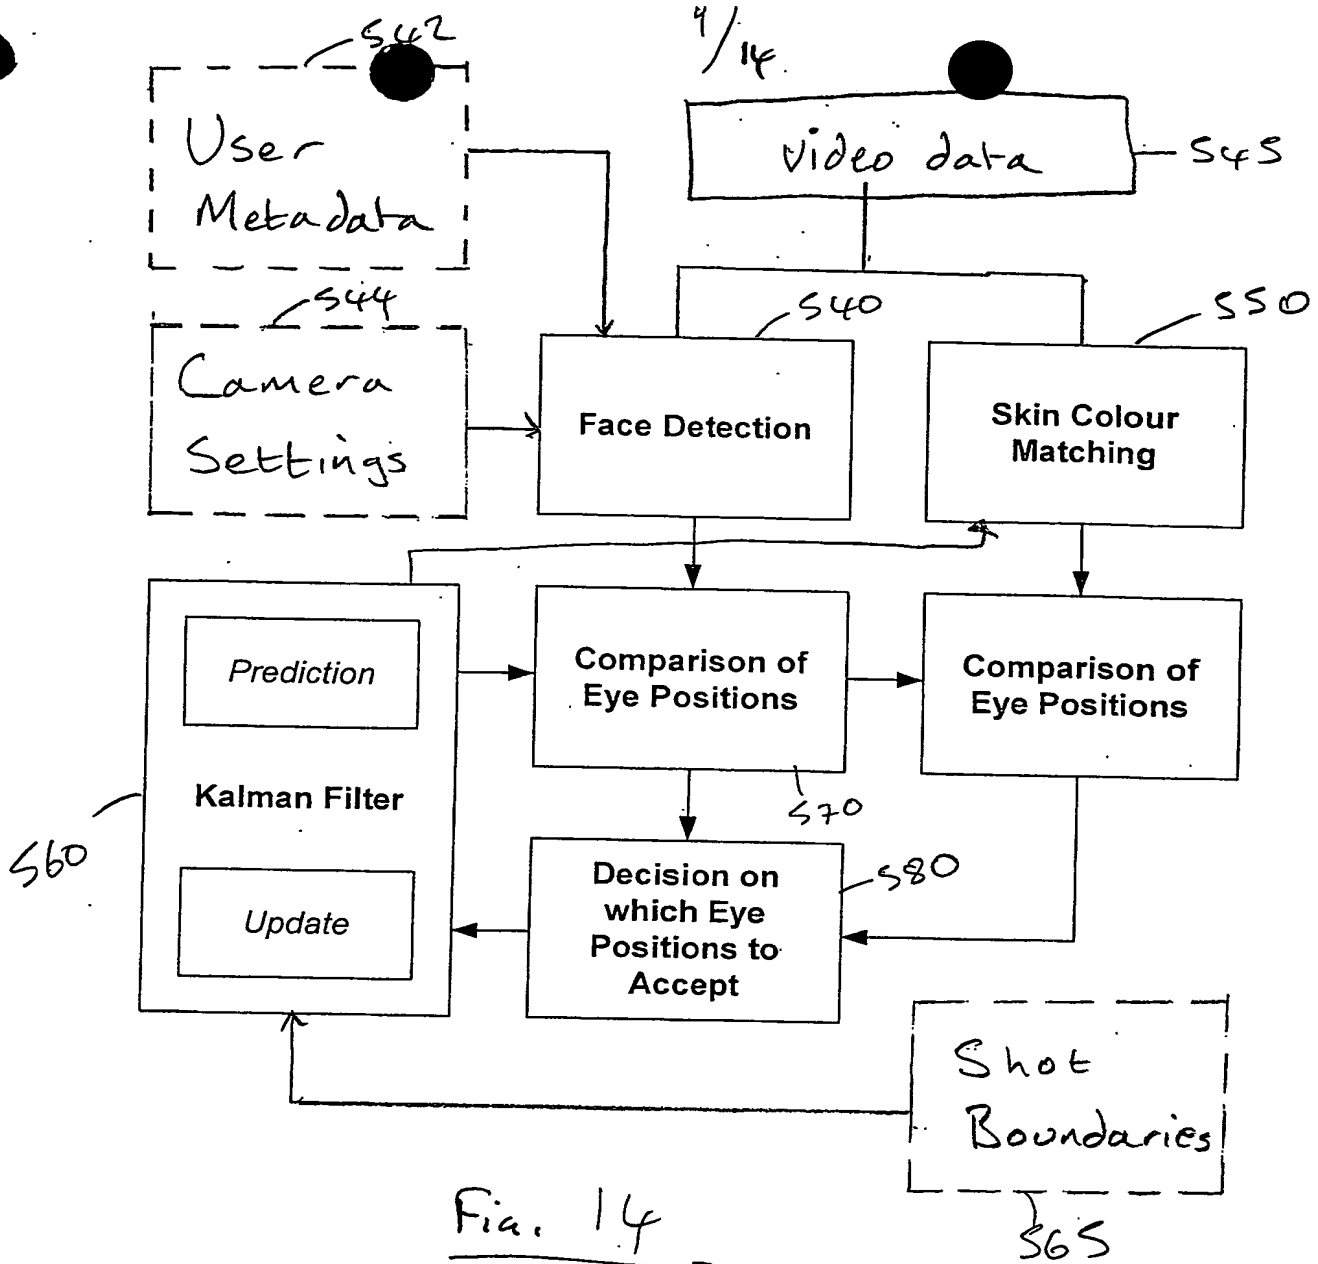 542
9/14.
User
Metadata
video data
545
544
540
550
Camera
Settings
Face Detection
Skin Colour
Matching
Prediction
Comparison of
Eye Positions
Comparison of
Eye Positions
Kalman Filter
570
560
Decision on
which Eye
Positions to
Accept
580
Update
Shot
Boundaries
565
Fig. 14